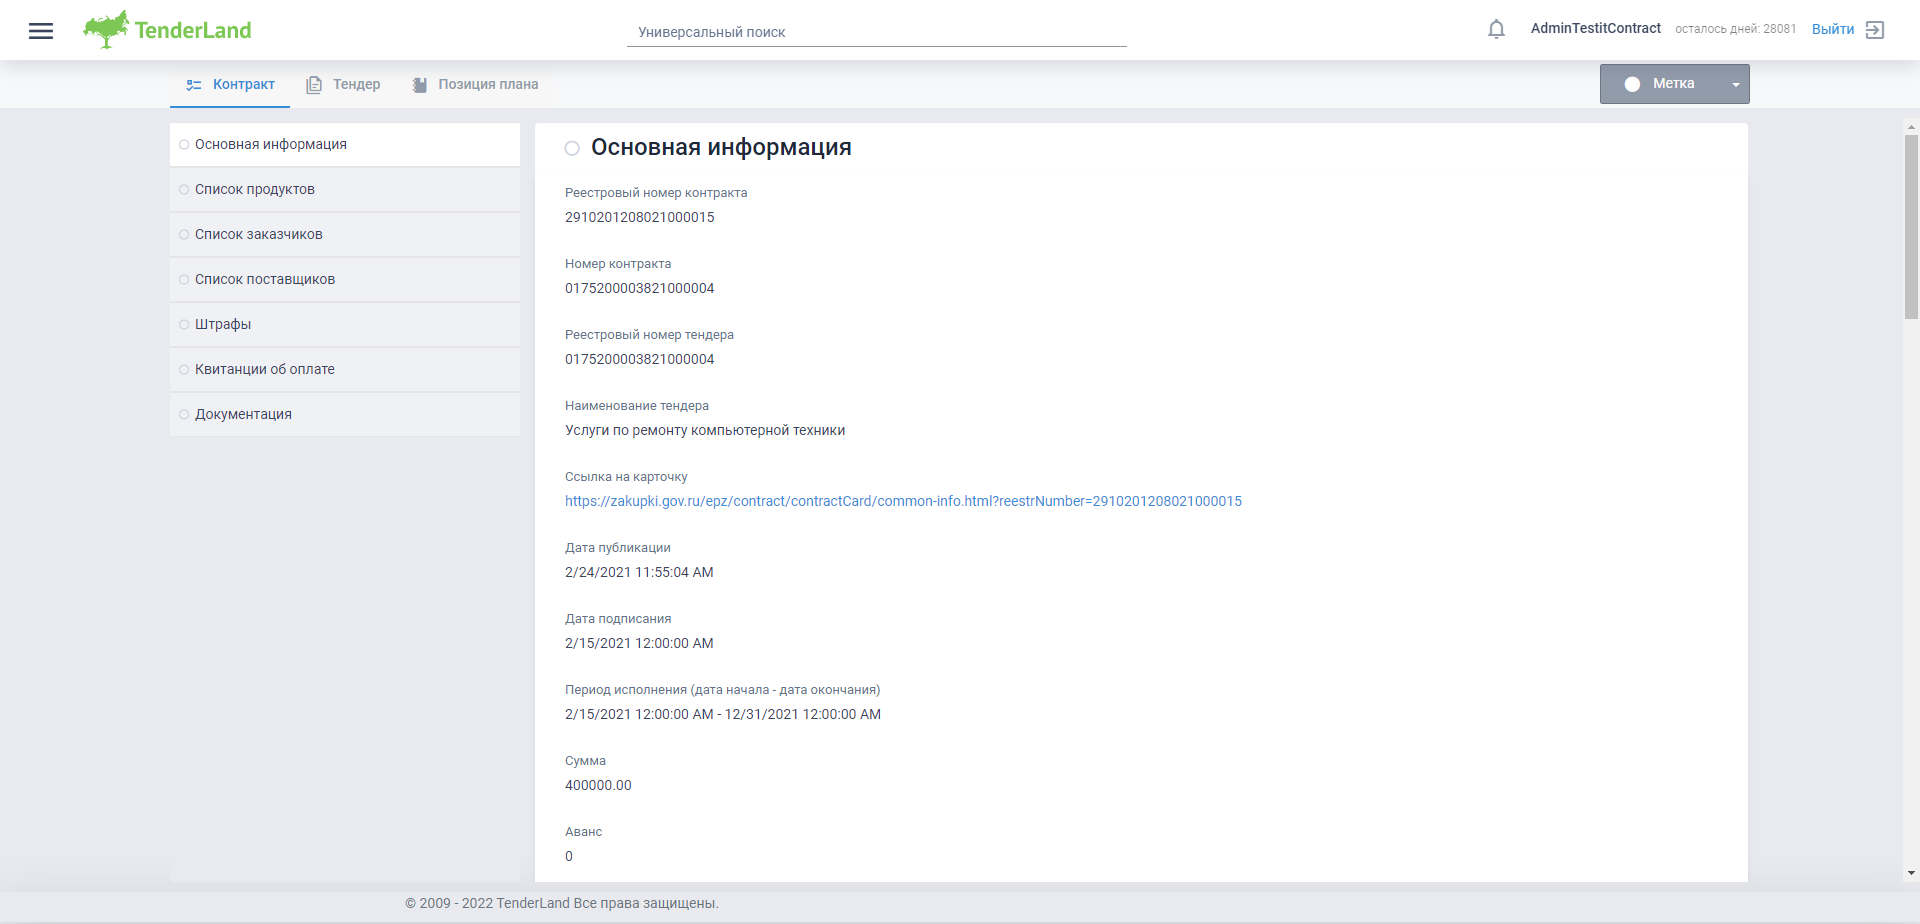 TenderLand
Универсальный поиск
AdminTestitContract осталось дней: 28081 Выйти
Контракт Тендер Позиция плана
Метка
Основная информация
Список продуктов
Список заказчиков
Список поставщиков
Штрафы
Квитанции об оплате
Документация
Основная информация
Реестровый номер контракта
2910201208021000015
Номер контракта
0175200003821000004
Реестровый номер тендера
0175200003821000004
Наименование тендера
Услуги по ремонту компьютерной техники
Ссылка на карточку
https://zakupki.gov.ru/epz/contract/contractCard/common-info.html?reestrNumber=2910201208021000015
Дата публикации
2/24/2021 11:55:04 AM
Дата подписания
2/15/2021 12:00:00 AM
Период исполнения (дата начала - дата окончания)
2/15/2021 12:00:00 AM - 12/31/2021 12:00:00 AM
Сумма
400000.00
Аванс
0
© 2009 - 2022 TenderLand Все права защищены.